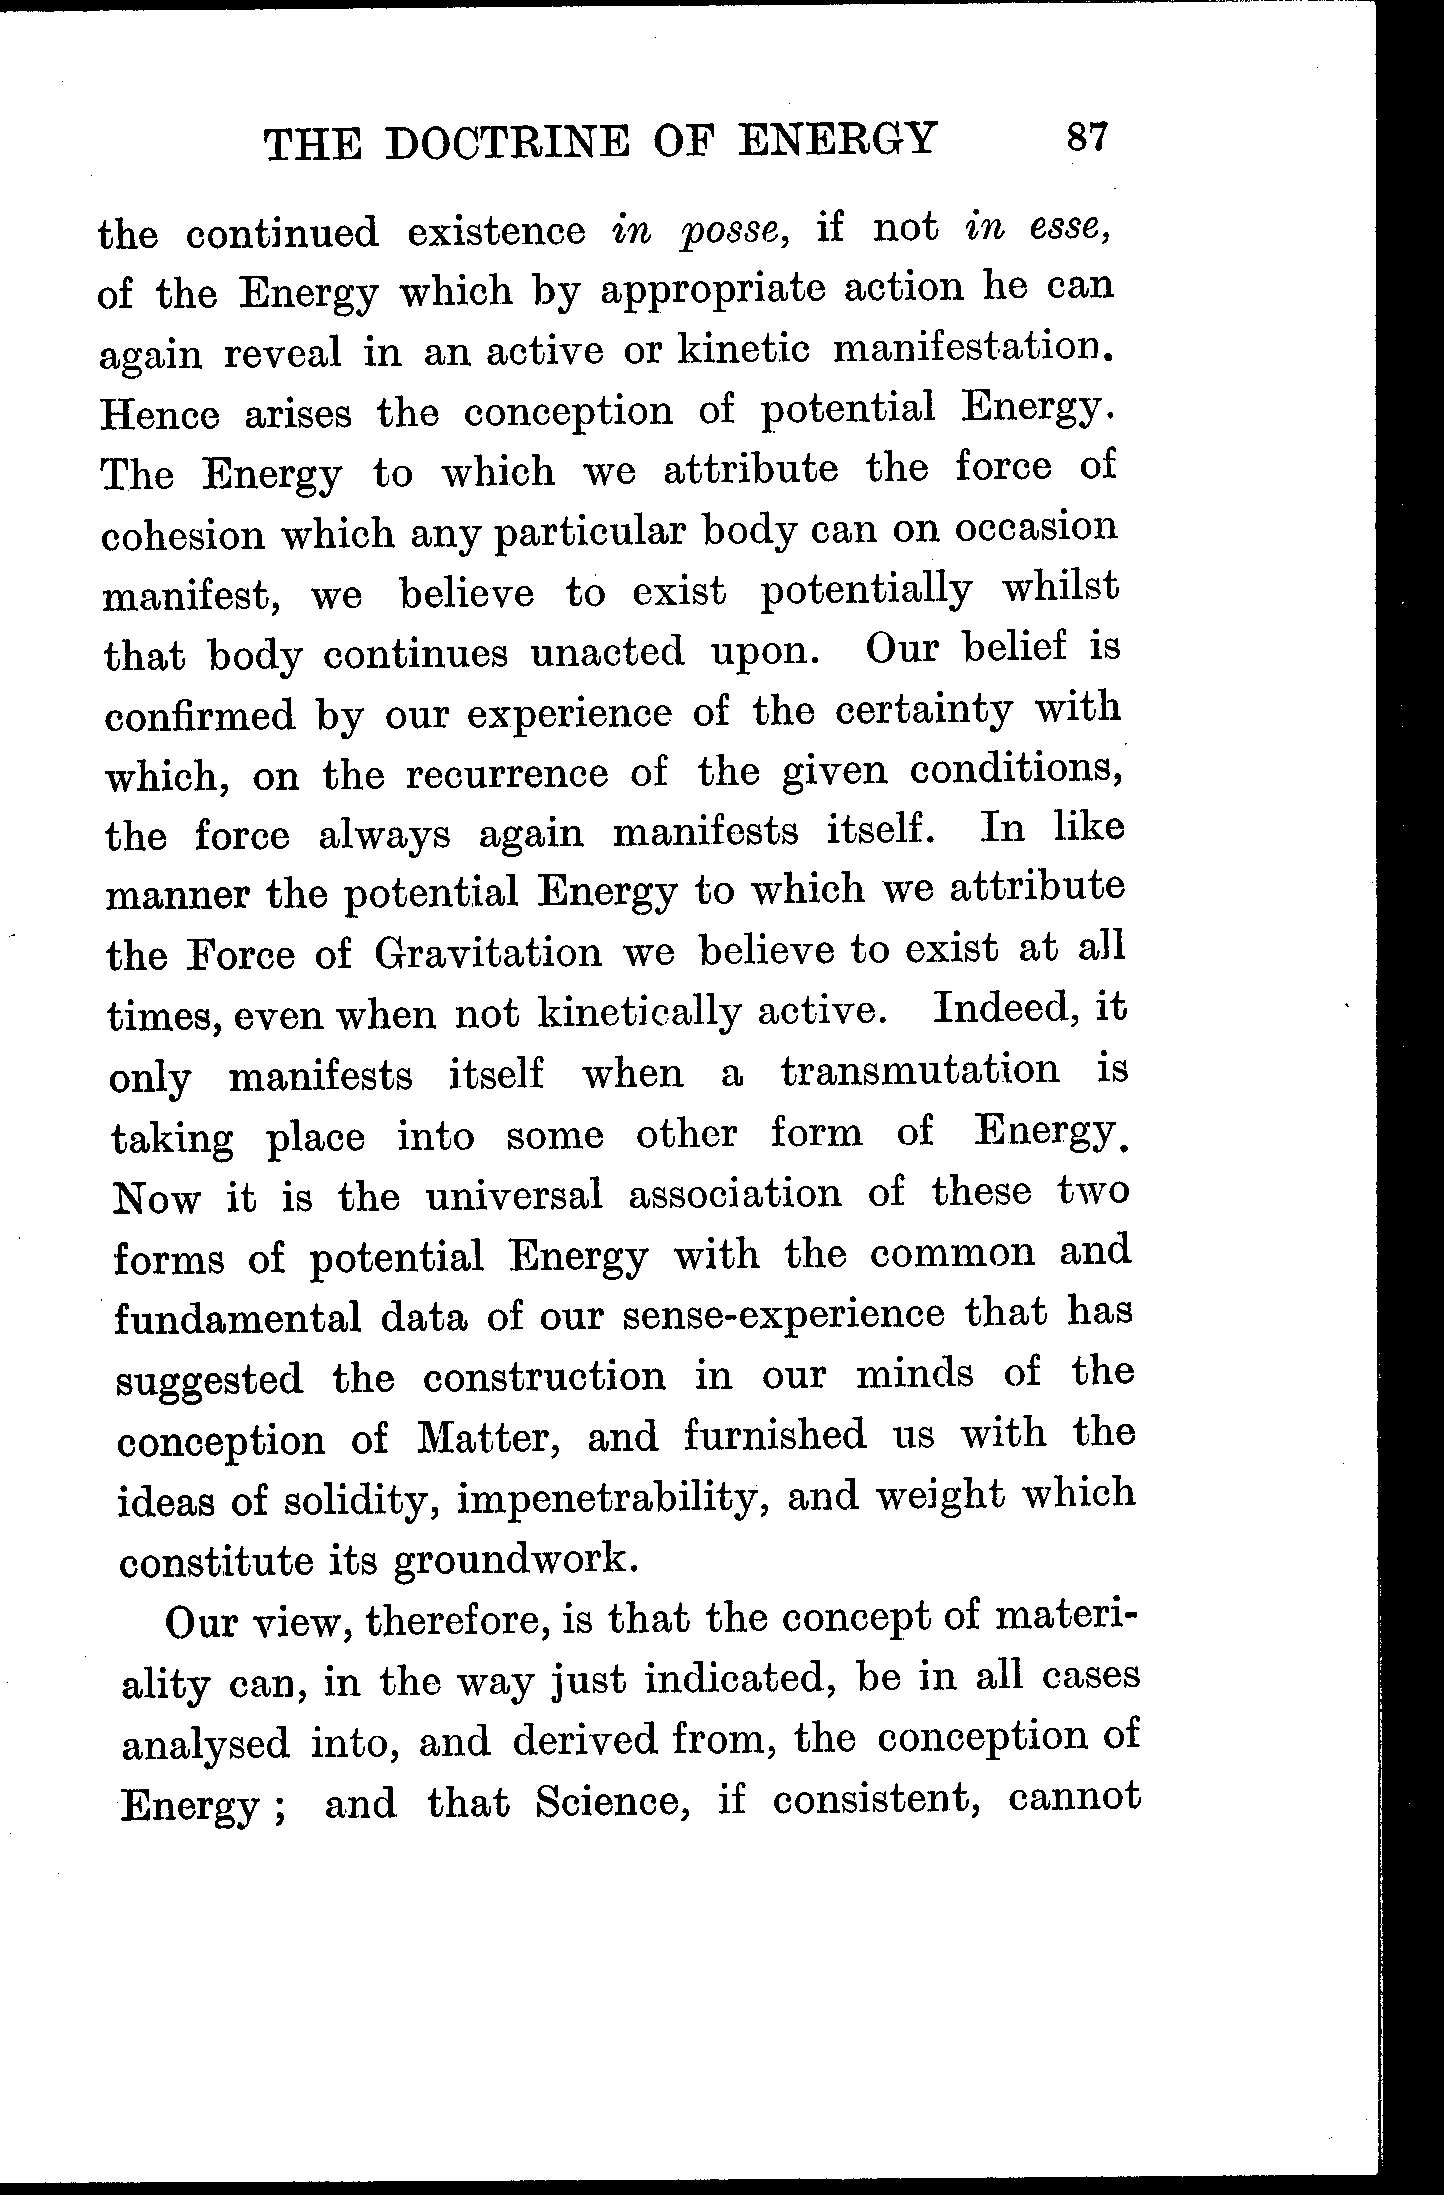 THE DOCTRINE OF ENERGY 87
the continued existence in posse, if not in esse,
of the Energy which by appropriate action he can
again reveal in an active or kinetic manifestation.
Hence arises the conception of potential Energy.
The Energy to which we attribute the force of
cohesion which any particular body can on occasion
manifest, we believe to exist potentially whilst
that body continues unacted upon. Our belief is
confirmed by our experience of the certainty with
which, on the recurrence of the given conditions,
the force always again manifests itself. In like
manner the potential Energy to which we attribute
the Force of Gravitation we believe to exist at all
times, even when not kinetically active. Indeed, it
only manifests itself when a transmutation is
taking place into some other form of Energy.
Now it is the universal association of these two
forms of potential Energy with the common and
fundamental data of our sense-experience that has
suggested the construction in our minds of the
conception of Matter, and furnished us with the
ideas of solidity, impenetrability, and weight which
constitute its groundwork.
Our view, therefore, is that the concept of materi-
ality can, in the way just indicated, be in all cases
analysed into, and derived from, the conception of
Energy ; and that Science, if consistent, cannot